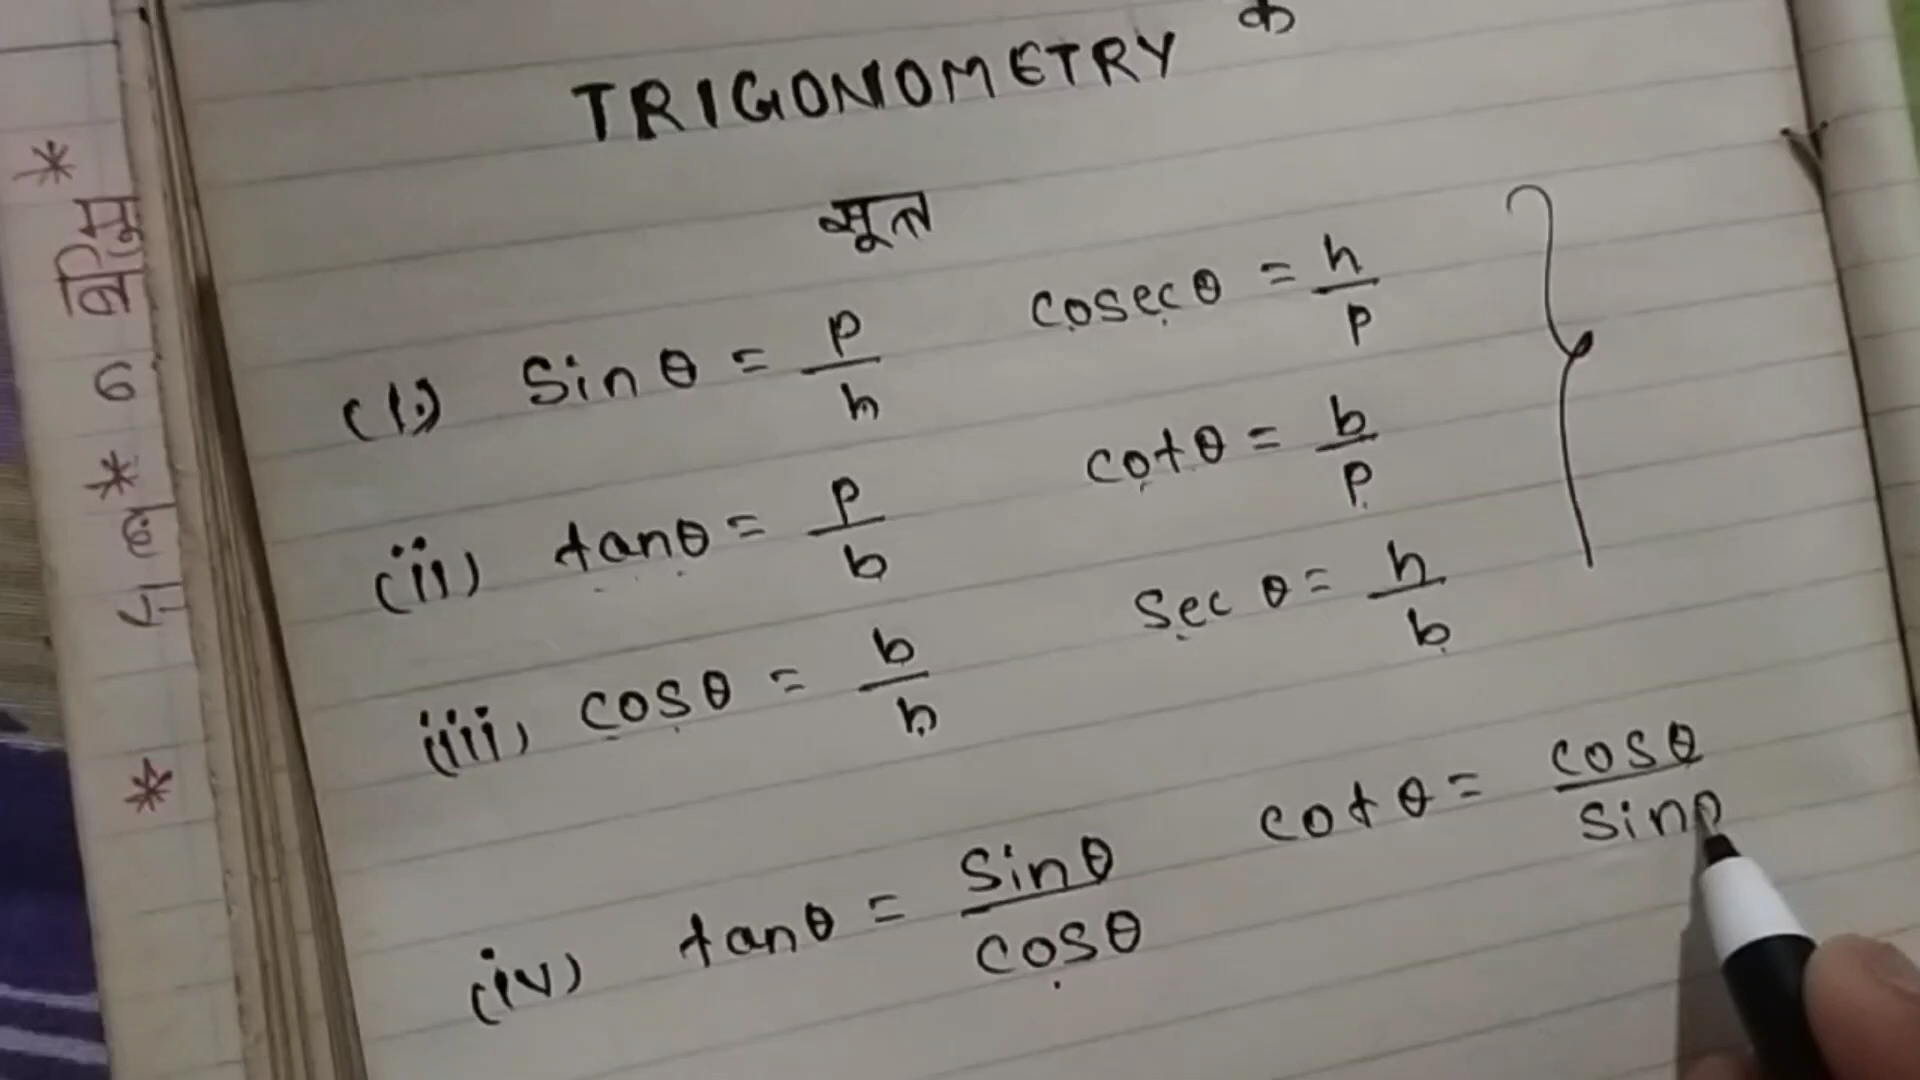 TRIGONOMETRY क
सूत्र
(i) Sinθ = p/h cosecθ = h/p
(ii) tanθ = p/b cotθ = b/p
(iii) cosθ = b/h sec θ = h/b
(iv) tanθ = sinθ/cosθ cotθ = cosθ/sinθ